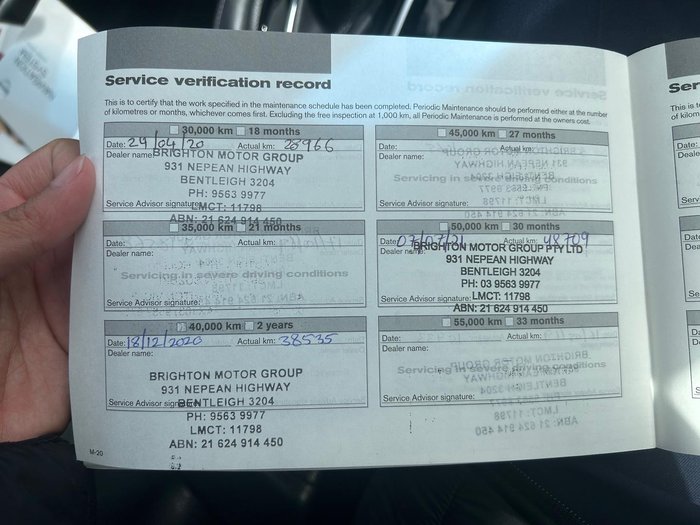 Service verification record
This is to certify that the work specified in the maintenance schedule has been completed. Periodic Maintenance should be performed either at the number
of kilometres or months, whichever comes first. Excluding the free inspection at 1,000 km, all Periodic Maintenance is performed at the owners cost.
30,000 km 18 months
Date: 24/04/20 Actual km: 28966
Dealer name:
BRIGHTON MOTOR GROUP
931 NEPEAN HIGHWAY
BENTLEIGH 3204
PH: 9563 9977
Service Advisor signature:
LMCT: 11798
ABN: 21 624 914 450
35,000 km 21 months
Date: Actual km:
Dealer name:
Servicing in severe driving conditions
Service Advisor signature:
40,000 km 2 years
Date: 18/12/2020 Actual km: 38535
Dealer name:
BRIGHTON MOTOR GROUP
931 NEPEAN HIGHWAY
Service Advisor signature:
BENTLEIGH 3204
PH: 9563 9977
LMCT: 11798
ABN: 21 624 914 450
M-20
45,000 km 27 months
Date: Actual km:
Dealer name:
Servicing in severe driving conditions
Service Advisor signature:
50,000 km 30 months
Date: 07/07/21 Actual km: 48709
Dealer name:
BRIGHTON MOTOR GROUP PTY LTD
931 NEPEAN HIGHWAY
BENTLEIGH 3204
PH: 03 9563 9977
Service Advisor signature:
LMCT: 11798
ABN: 21 624 914 450
55,000 km 33 months
Date: Actual km:
Dealer name:
Servicing in severe driving conditions
Service Advisor signature: